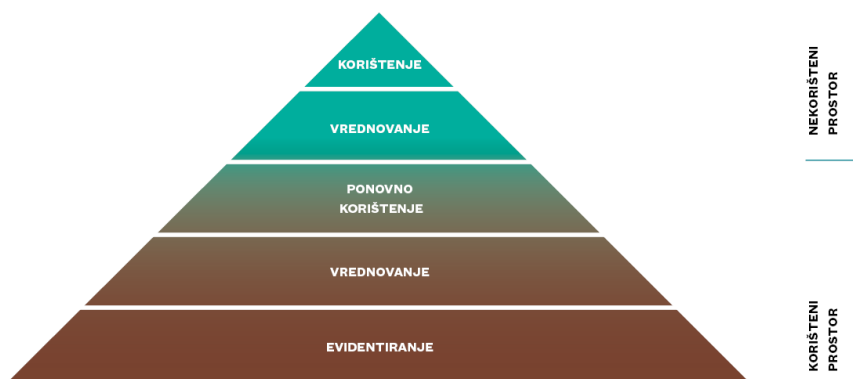 KORIŠTENJE
VREDNOVANJE
PONOVNO
KORIŠTENJE
VREDNOVANJE
EVIDENTIRANJE
NEKORIŠTENI
PROSTOR
KORIŠTENI
PROSTOR